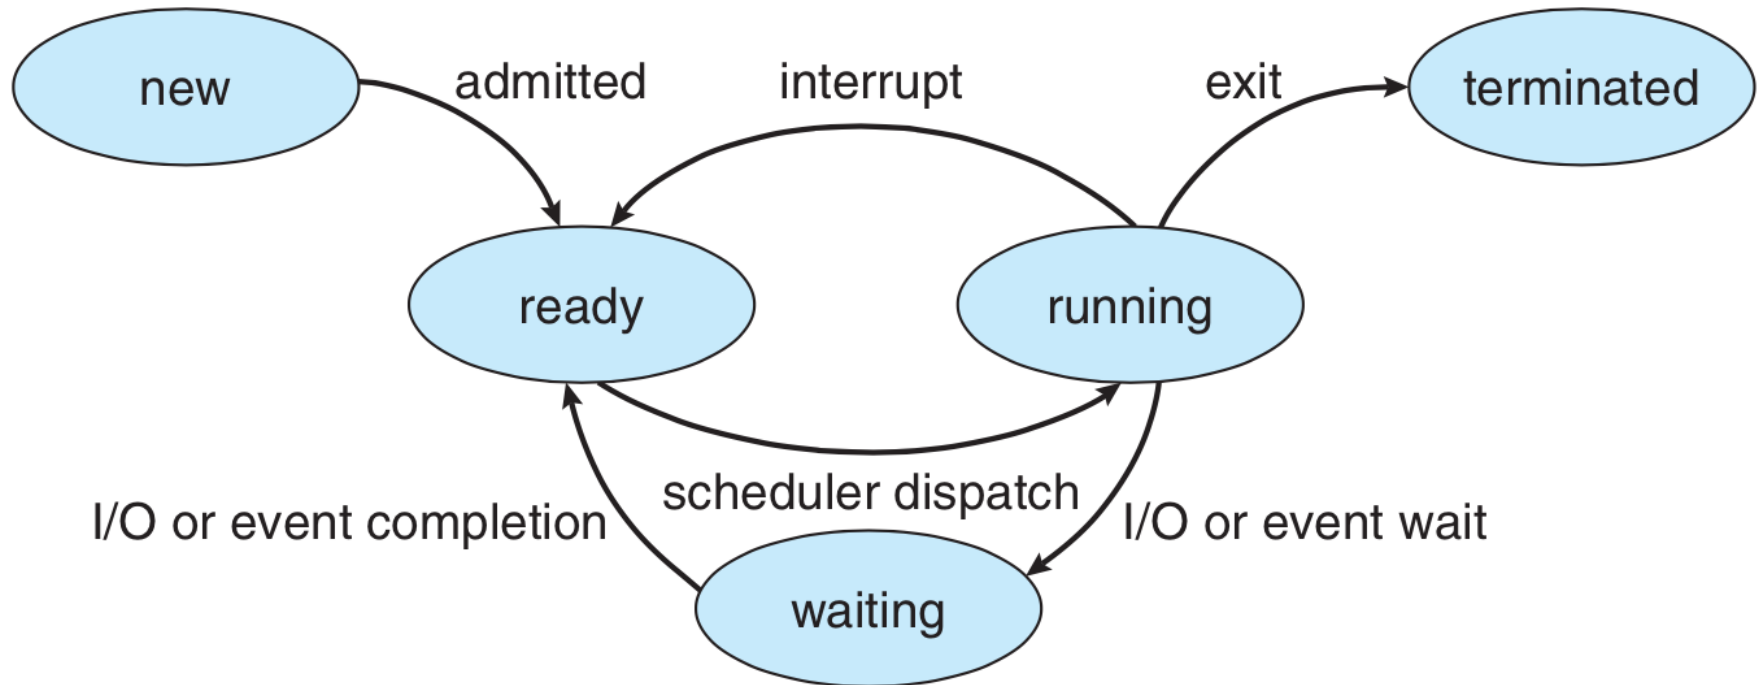 new
admitted
interrupt
exit
terminated
ready
running
scheduler dispatch
I/O or event completion
I/O or event wait
waiting